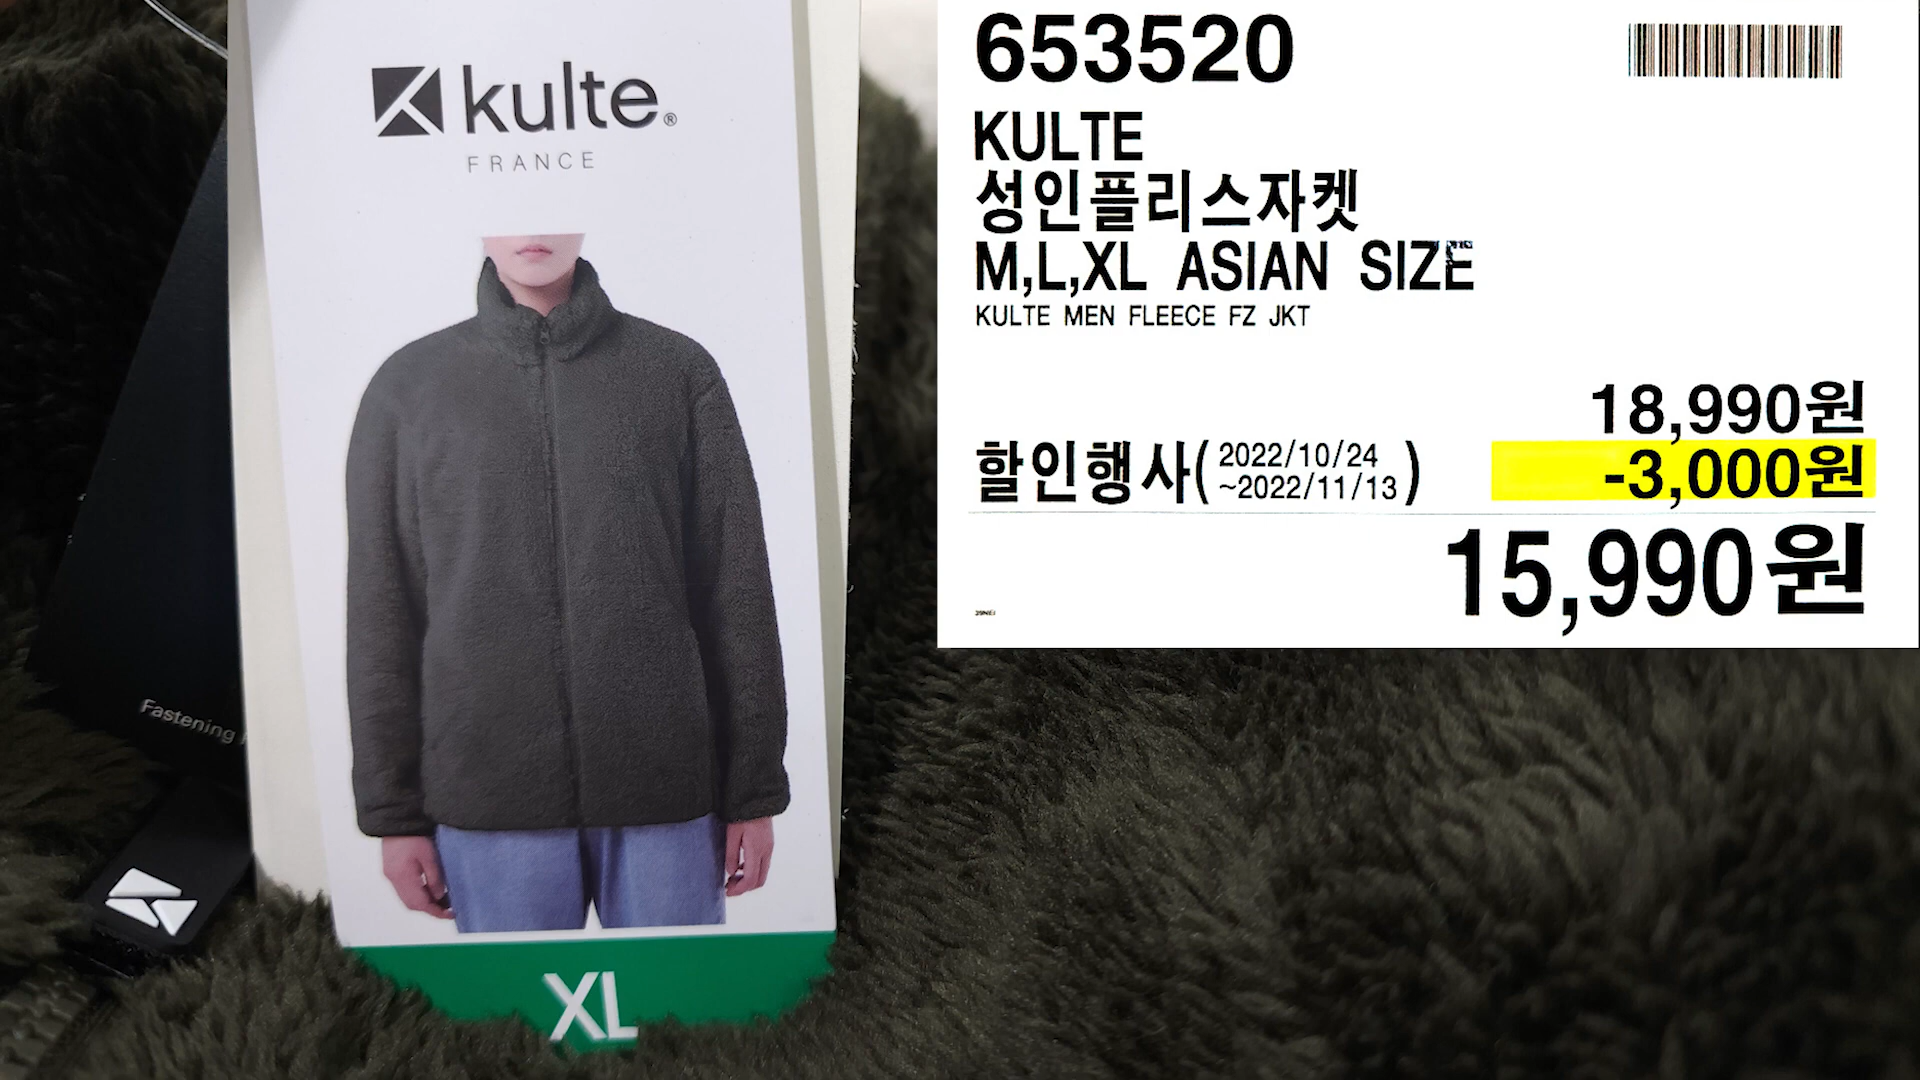 kulte®
FRANCE
XL
Fastening
653520
KULTE
성인플리스자켓
M,L,XL ASIAN SIZE
KULTE MEN FLEECE FZ JKT
18,990원
할인행사(2022/10/24
~2022/11/13)
-3,000원
15,990원